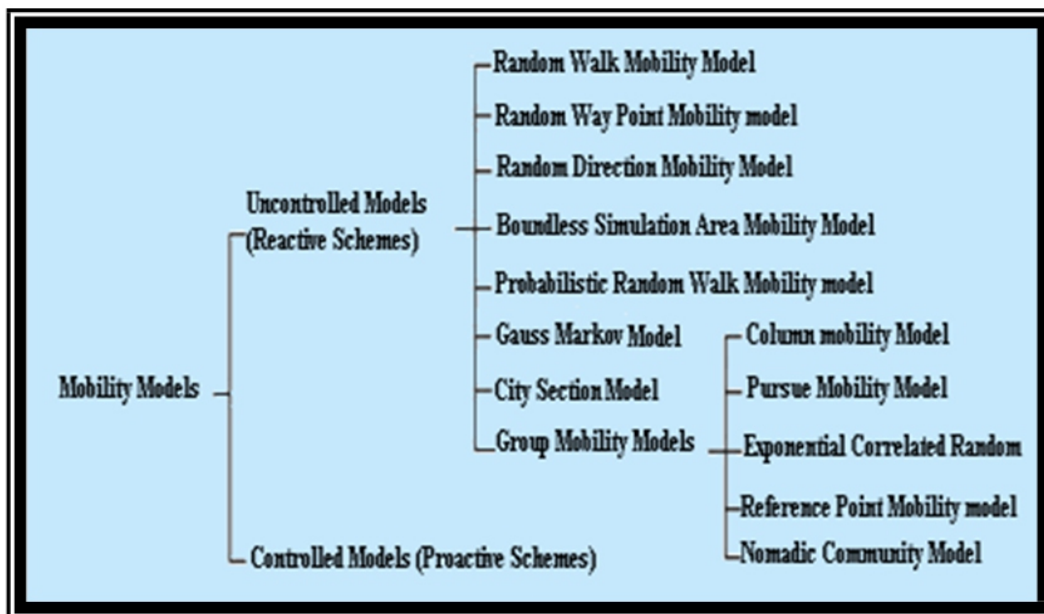 Random Walk Mobility Model
Random Way Point Mobility model
Random Direction Mobility Model
Uncontrolled Models
(Reactive Schemes)
Boundless Simulation Area Mobility Model
Probabilistic Random Walk Mobility model
Gauss Markov Model
City Section Model
Group Mobility Models
Column mobility Model
Pursue Mobility Model
Exponential Correlated Random
Reference Point Mobility model
Nomadic Community Model
Mobility Models
Controlled Models (Proactive Schemes)